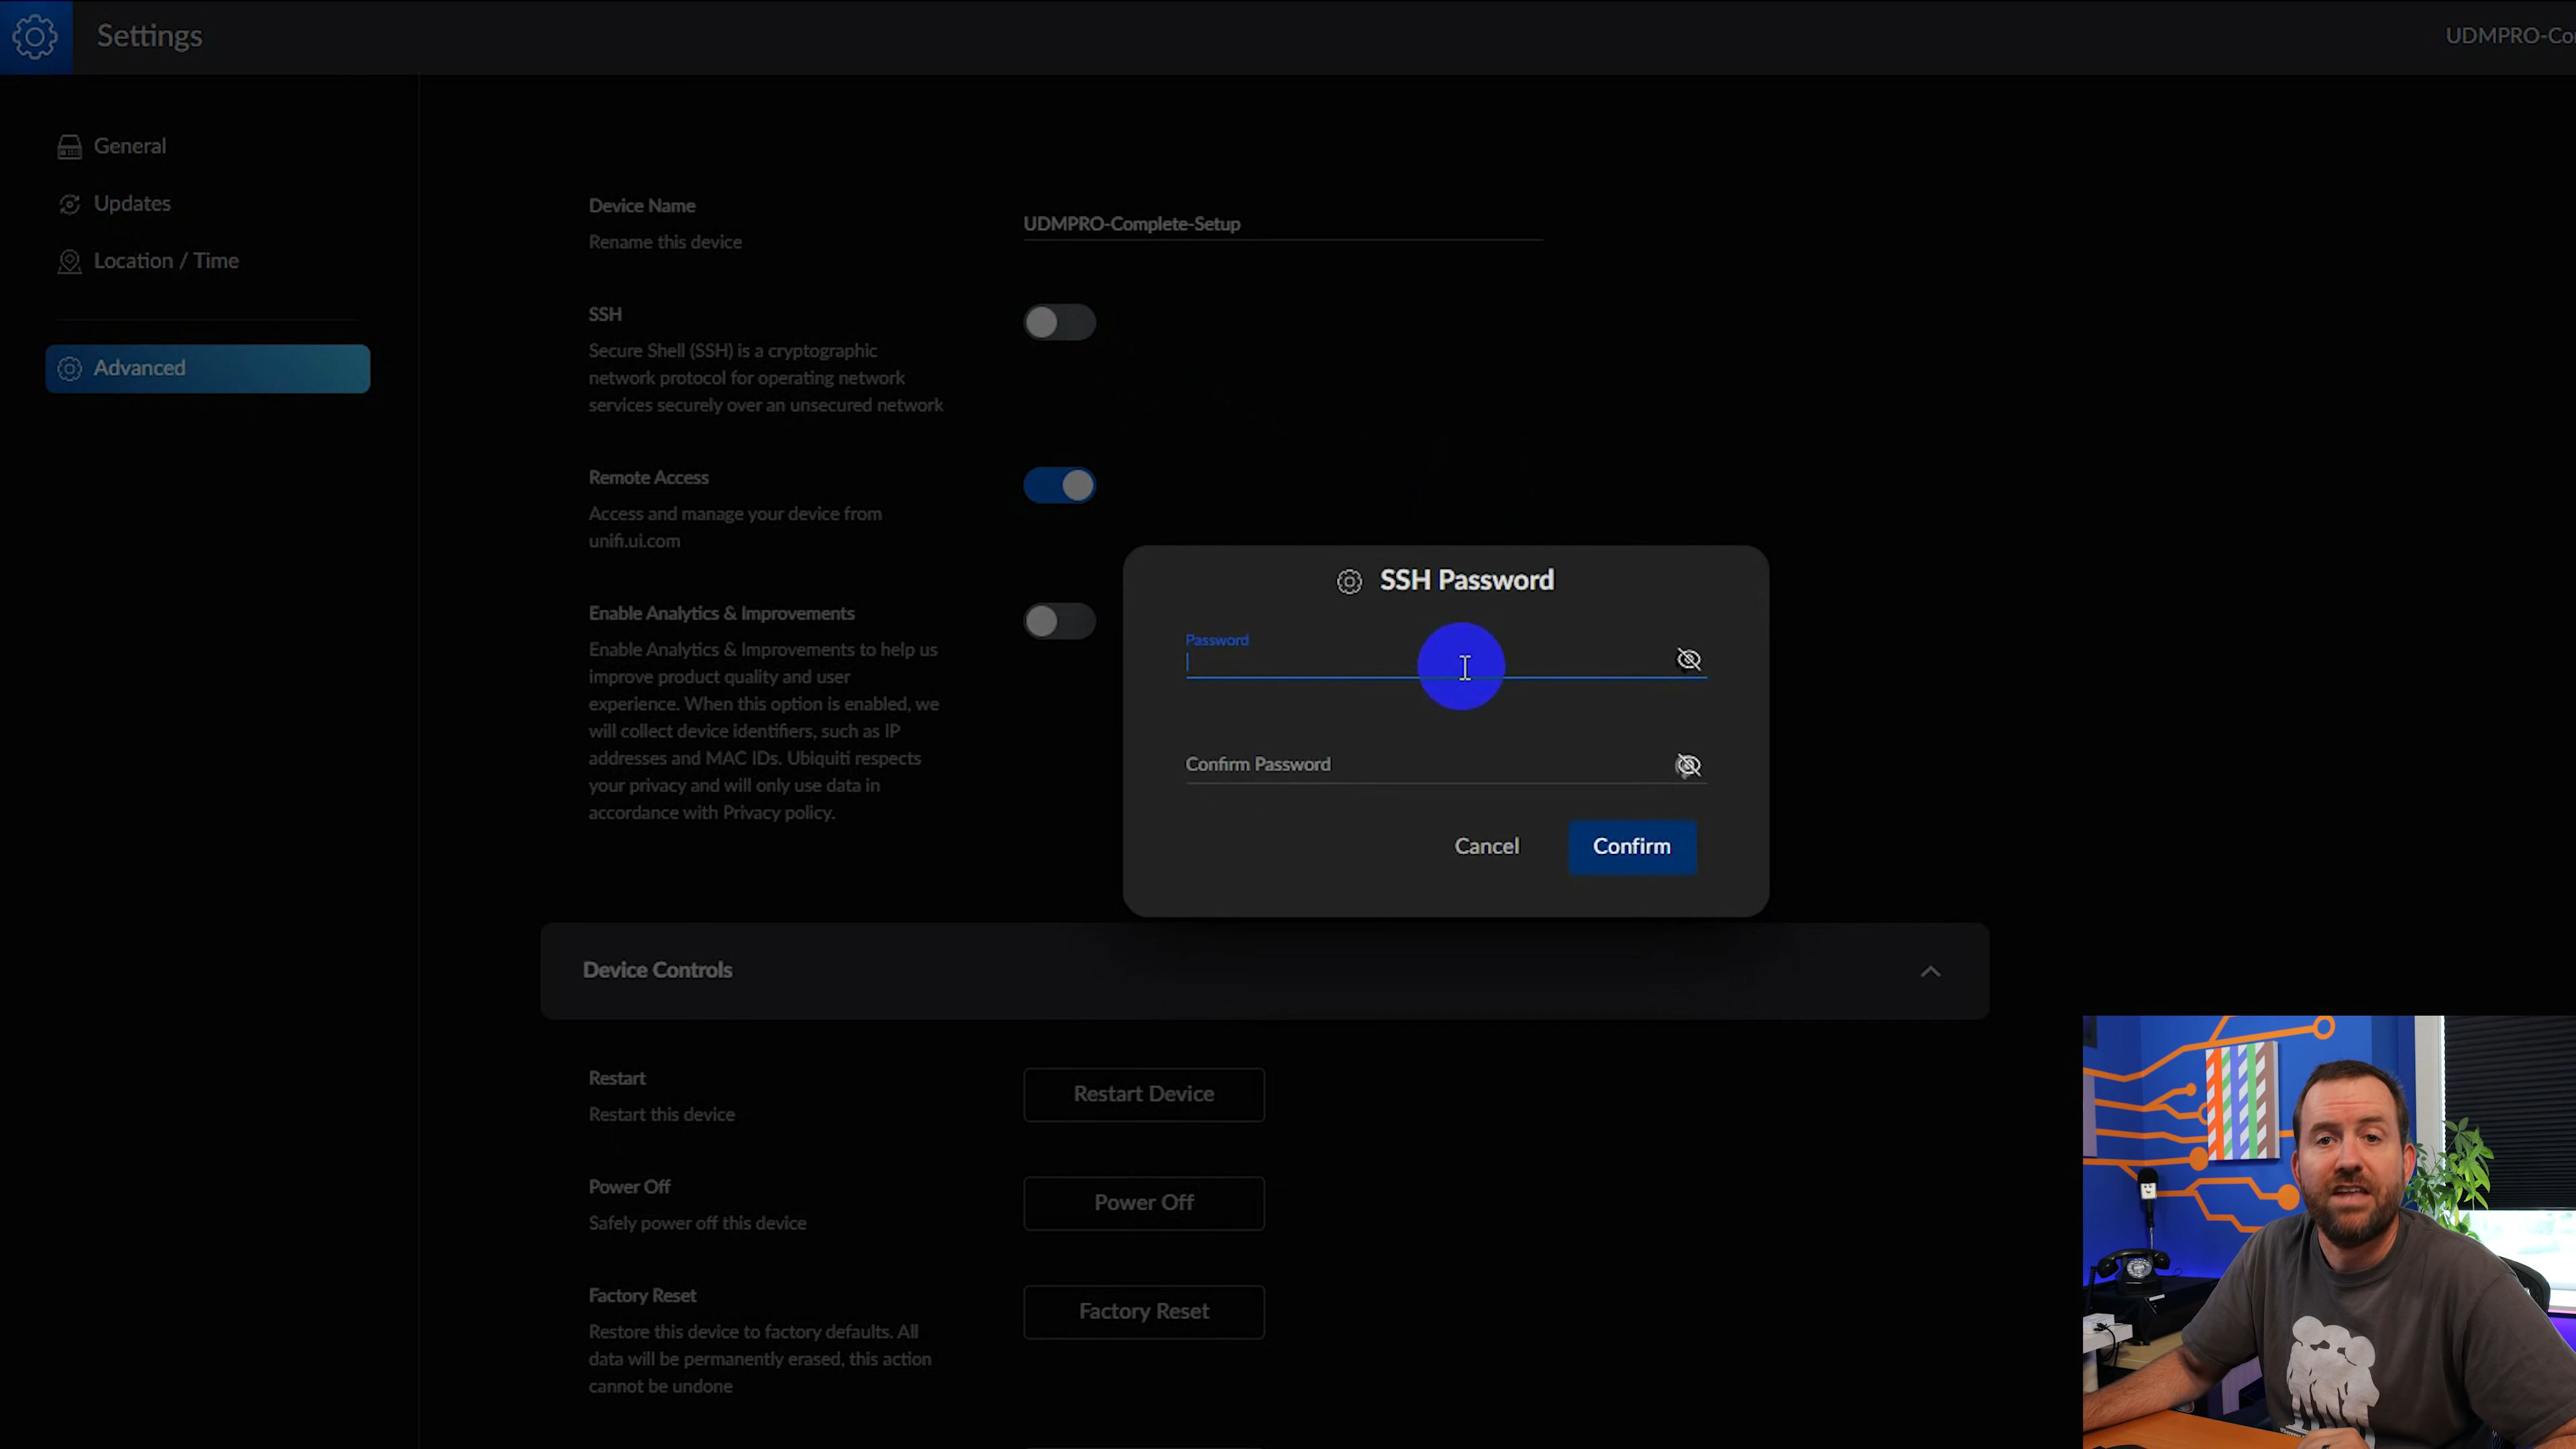 Settings
UDMPRO-Co
General
Updates
Location / Time
Advanced
Device Name
Rename this device
UDMPRO-Complete-Setup
SSH
Secure Shell (SSH) is a cryptographic
network protocol for operating network
services securely over an unsecured network
Remote Access
Access and manage your device from
unifi.ui.com
Enable Analytics & Improvements
Enable Analytics & Improvements to help us
improve product quality and user
experience. When this option is enabled, we
will collect device identifiers, such as IP
addresses and MAC IDs. Ubiquiti respects
your privacy and will only use data in
accordance with Privacy policy.
SSH Password
Password
Confirm Password
Cancel
Confirm
Device Controls
Restart
Restart this device
Restart Device
Power Off
Safely power off this device
Power Off
Factory Reset
Restore this device to factory defaults. All
data will be permanently erased, this action
cannot be undone
Factory Reset